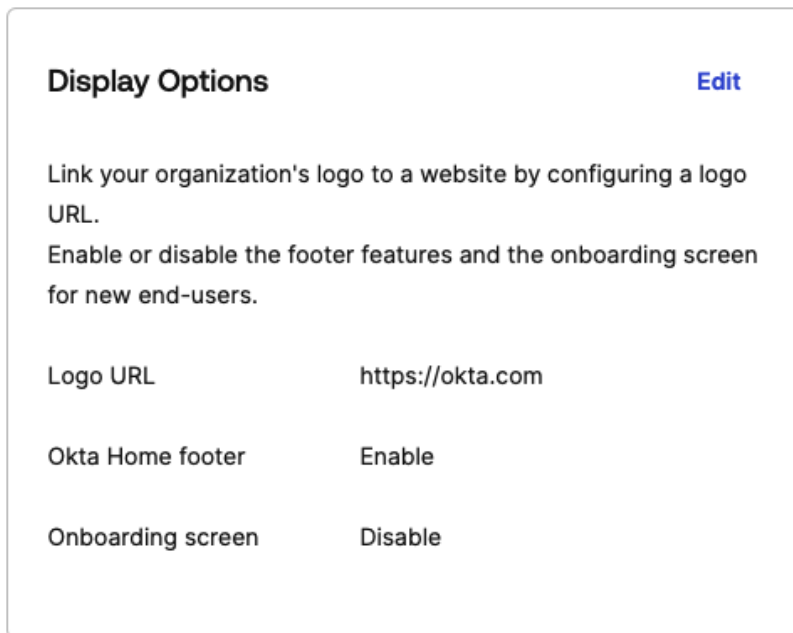 Display Options
Edit
Link your organization's logo to a website by configuring a logo
URL.
Enable or disable the footer features and the onboarding screen
for new end-users.
Logo URL https://okta.com
Okta Home footer Enable
Onboarding screen Disable